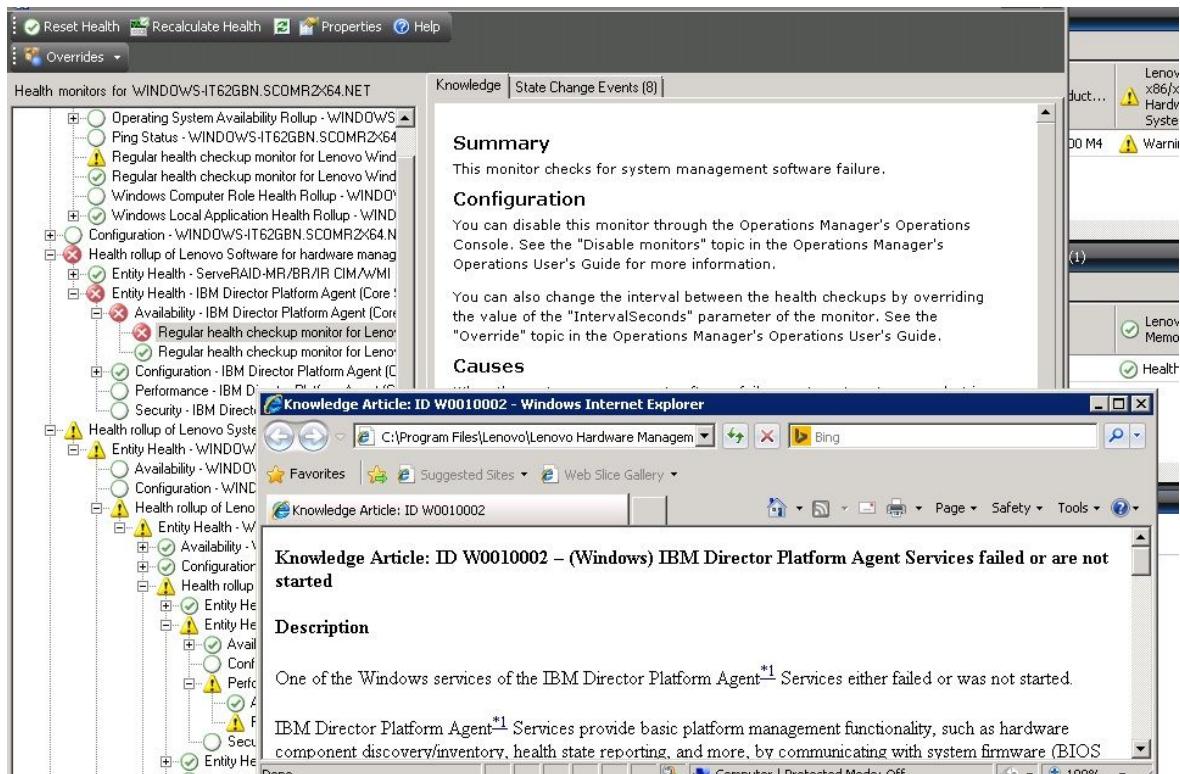 Reset Health Recalculate Health Properties Help
Overrides
Health monitors for WINDOWS-IT62GBN.SCOMR2X64.NET
Operating System Availability Rollup - WINDOWS
Ping Status - WINDOWS-IT62GBN.SCOMR2X64
Regular health checkup monitor for Lenovo Wind
Regular health checkup monitor for Lenovo Wind
Windows Computer Role Health Rollup - WINDO
Windows Local Application Health Rollup - WIND
Configuration - WINDOWS-IT62GBN.SCOMR2X64.N
Health rollup of Lenovo Software for hardware manag
Entity Health - ServeRAID-MR/BR/IR CIM/WMI
Entity Health - IBM Director Platform Agent (Core
Availability - IBM Director Platform Agent (Core
Regular health checkup monitor for Leno
Regular health checkup monitor for Leno
Configuration - IBM Director Platform Agent (C
Performance - IBM D
Security - IBM Direct
Health rollup of Lenovo Syste
Entity Health - WINDOW
Availability - WINDO
Configuration - WIND
Health rollup of Leno
Entity Health - W
Availability -
Configuration
Health rollup
Entity He
Entity He
Avail
Conf
Perfo
Secu
Entity He
Knowledge State Change Events (8)
Summary
This monitor checks for system management software failure.
Configuration
You can disable this monitor through the Operations Manager's Operations
Console. See the "Disable monitors" topic in the Operations Manager's
Operations User's Guide for more information.
You can also change the interval between the health checkups by overriding
the value of the "IntervalSeconds" parameter of the monitor. See the
"Override" topic in the Operations Manager's Operations User's Guide.
Causes
duct...
Lenov
x86/x
Hardw
Syste
00 M4 Warnin
(1)
Lenov
Memo
Health
Knowledge Article: ID W0010002 - Windows Internet Explorer
C:\Program Files\Lenovo\Lenovo Hardware Managem
Bing
Favorites Suggested Sites Web Slice Gallery
Knowledge Article: ID W0010002
Page Safety Tools
Knowledge Article: ID W0010002 – (Windows) IBM Director Platform Agent Services failed or are not
started
Description
One of the Windows services of the IBM Director Platform Agent*1 Services either failed or was not started.
IBM Director Platform Agent*1 Services provide basic platform management functionality, such as hardware
component discovery/inventory, health state reporting, and more, by communicating with system firmware (BIOS